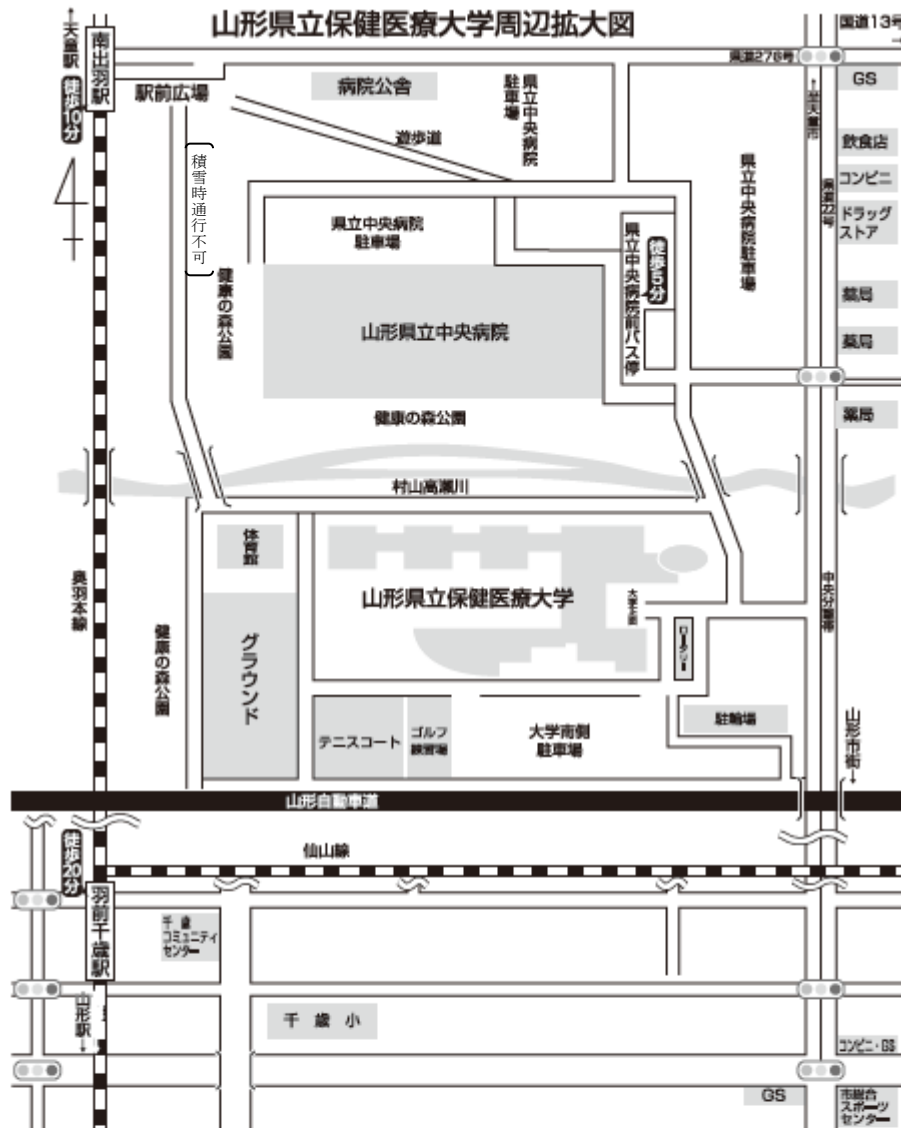 山形県立保健医療大学周辺拡大図
国道13号
←天童駅
南出羽駅
徒歩10分
駅前広場
病院公舎
県立中央病院
駐車場
県道276号
↑至天童市
GS
遊歩道
飲食店
コンビニ
ドラッグ
ストア
県道22号
積雪時通行不可
県立中央病院
駐車場
県立中央病院前バス停
徒歩5分
県立中央病院駐車場
健康の森公園
山形県立中央病院
薬局
薬局
薬局
健康の森公園
村山高瀬川
体育館
奥羽本線
山形県立保健医療大学
大学正面
ロータリー
中央分離帯
健康の森公園
グラウンド
テニスコート
ゴルフ
練習場
大学南側
駐車場
駐輪場
山形市街→
山形自動車道
徒歩20分
仙山線
羽前千歳駅
千歳
コミュニティ
センター
山形駅→
千歳小
コンビニ・GS
GS
市総合
スポーツ
センター